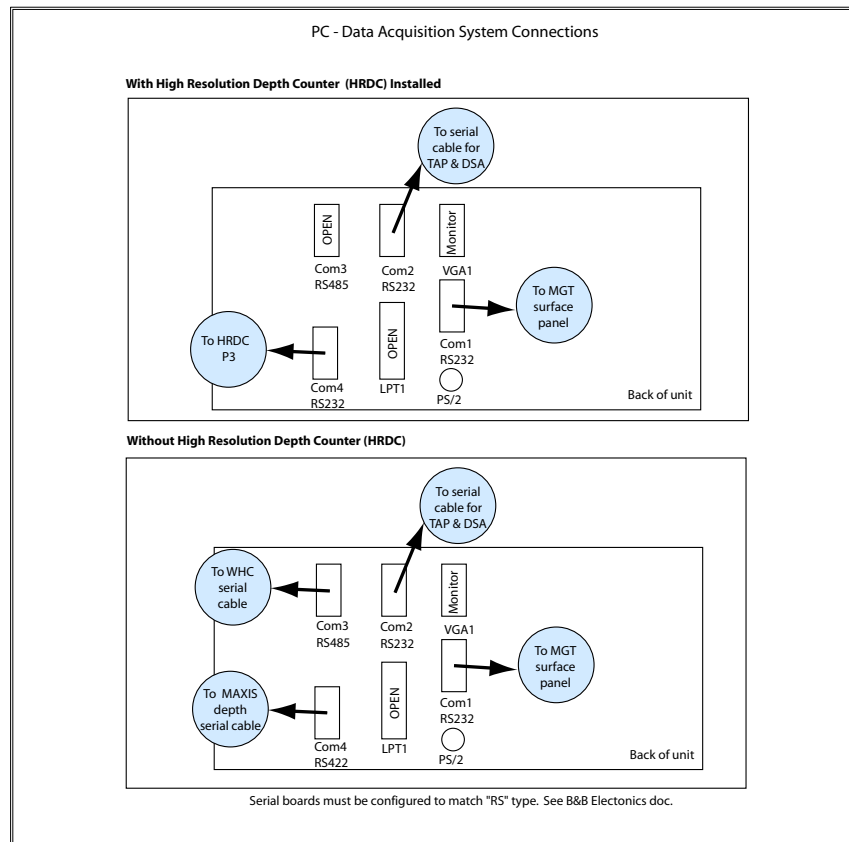 PC - Data Acquisition System Connections
With High Resolution Depth Counter (HRDC) Installed
To serial
cable for
TAP & DSA
OPEN
Monitor
Com3
RS485
Com2
RS232
VGA1
To MGT
surface
panel
To HRDC
P3
OPEN
Com1
RS232
Com4
RS232
LPT1
PS/2
Back of unit
Without High Resolution Depth Counter (HRDC)
To serial
cable for
TAP & DSA
To WHC
serial
cable
Monitor
Com3
RS485
Com2
RS232
VGA1
To MGT
surface
panel
To MAXIS
depth
serial cable
OPEN
Com1
RS232
Com4
RS422
LPT1
PS/2
Back of unit
Serial boards must be configured to match "RS" type. See B&B Electonics doc.